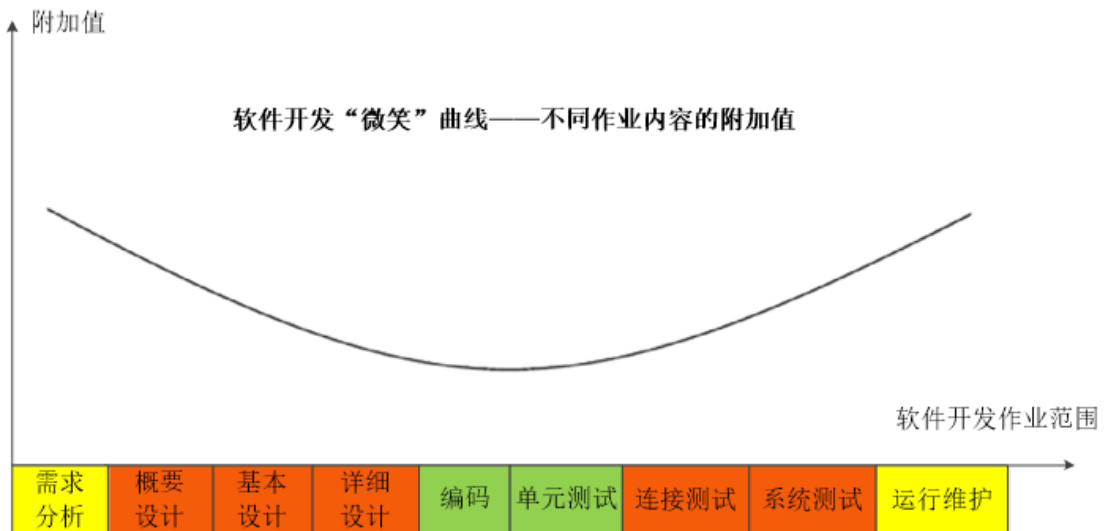 附加值
软件开发“微笑”曲线——不同作业内容的附加值
软件开发作业范围
需求
分析
概要
设计
基本
设计
详细
设计
编码
单元测试
连接测试
系统测试
运行维护